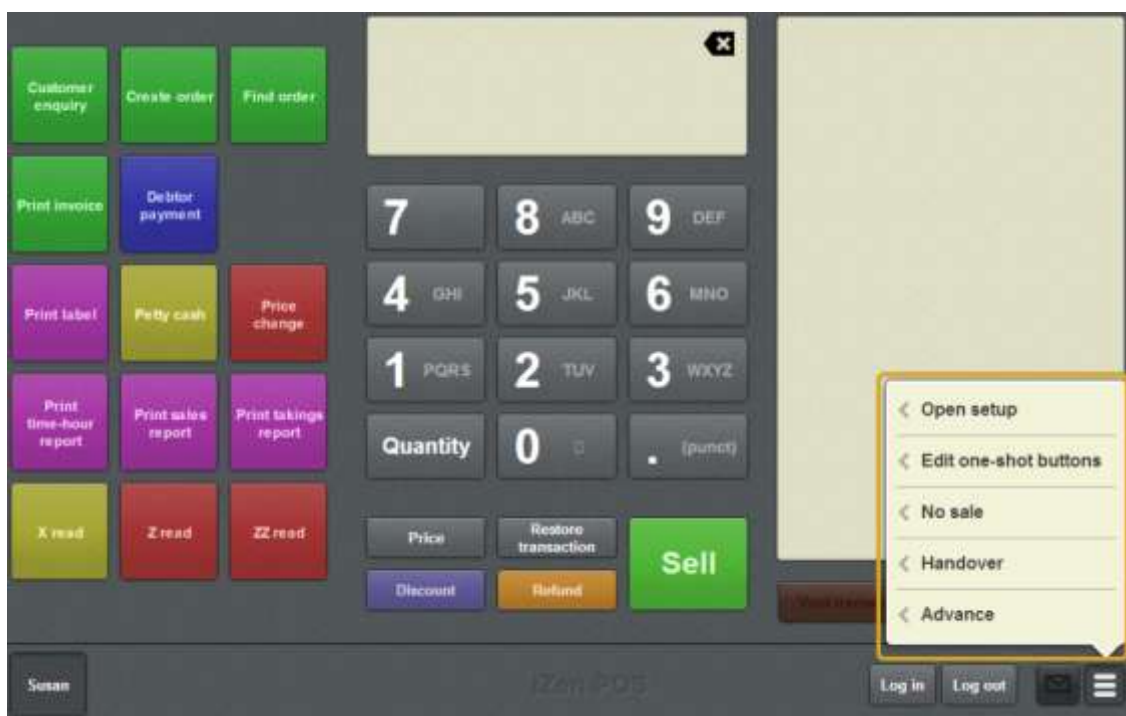 Customer
enquiry
Create order
Find order
Print invoice
Debtor
payment
Print label
Petty cash
Price
change
Print
time-hour
report
Print sales
report
Print takings
report
X read
Z read
ZZ read
7
8 ABC
9 DEF
4 GHI
5 JKL
6 MNO
1 PQRS
2 TUV
3 WXYZ
Quantity
0
. (punct)
Price
Restore
transaction
Sell
Discount
Refund
Open setup
Edit one-shot buttons
No sale
Handover
Advance
Susan
iZen POS
Log in
Log out